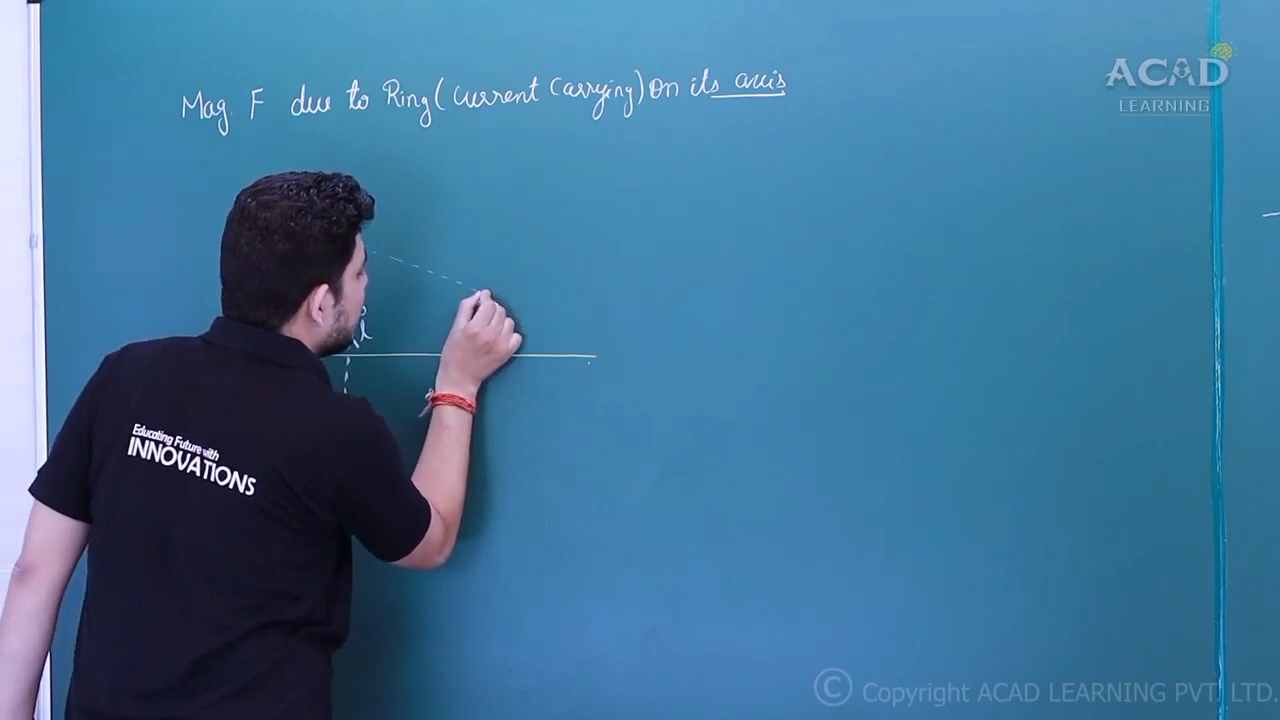 Mag. F due to Ring (current Carrying) on its axis
ACAD
LEARNING
Educating Future with
INNOVATIONS
© Copyright ACAD LEARNING PVT. LTD.